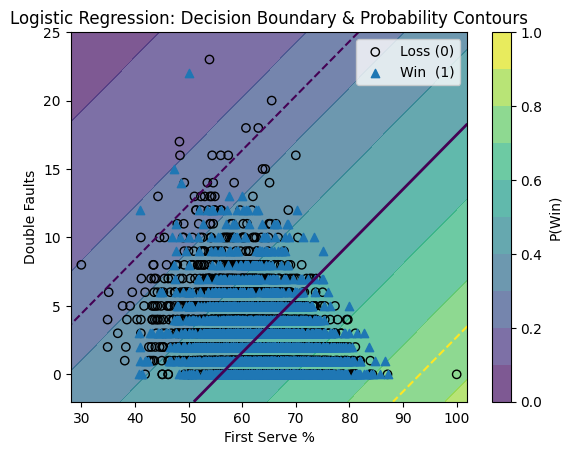 Logistic Regression: Decision Boundary & Probability Contours
Loss (0)
Win (1)
25
20
15
10
5
0
Double Faults
30 40 50 60 70 80 90 100
First Serve %
1.0
0.8
0.6
0.4
0.2
0.0
P(Win)